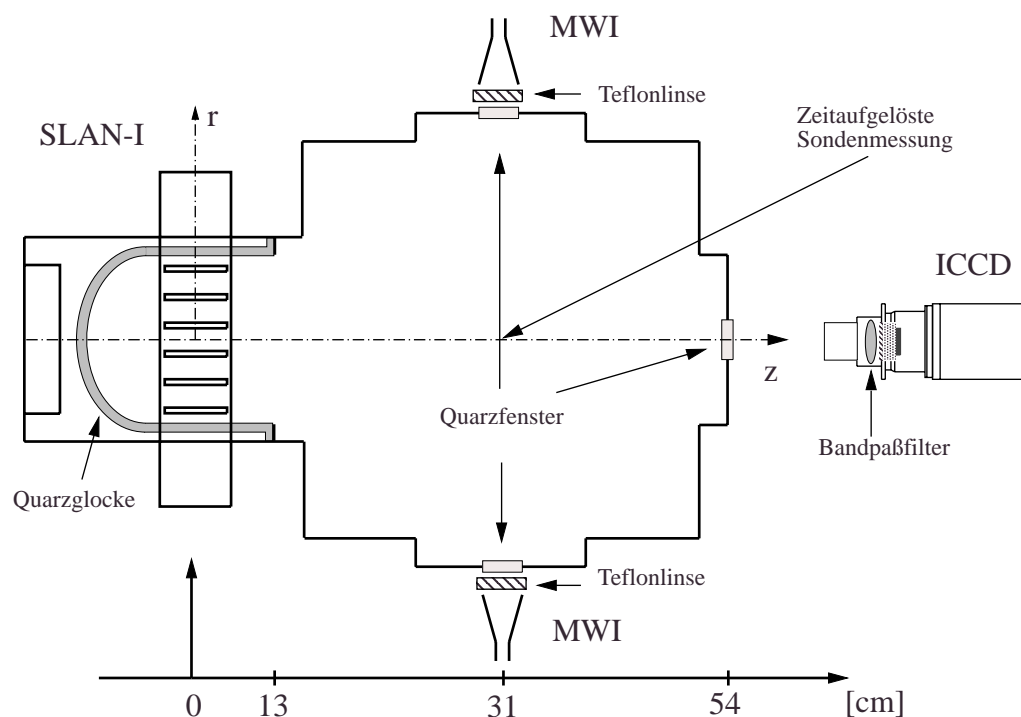 MWI
Teflonlinse
Zeitaufgelöste
Sondenmessung
SLAN-I
r
ICCD
z
Quarzfenster
Bandpaßfilter
Quarzglocke
Teflonlinse
MWI
0 13 31 54 [cm]